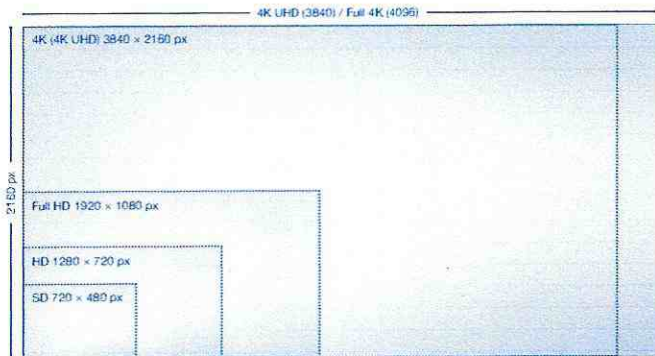 4K UHD (3840) / Full 4K (4096)
4K (4K UHD) 3840 × 2160 px
2160 px
Full HD 1920 × 1080 px
HD 1280 × 720 px
SD 720 × 480 px